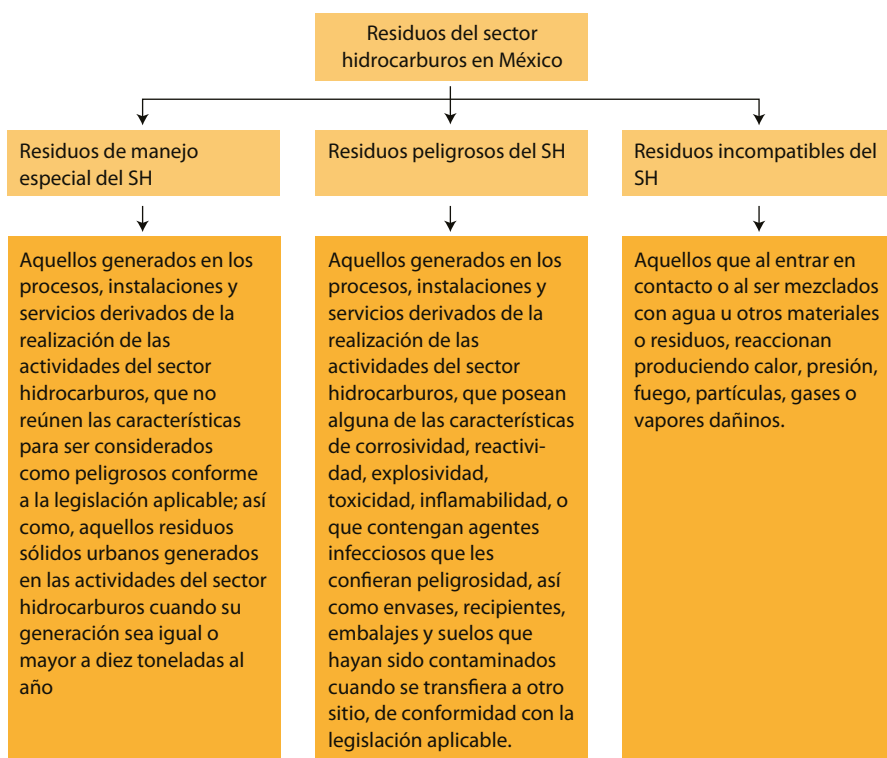 Residuos del sector
hidrocarburos en México
Residuos de manejo
especial del SH
Aquellos generados en los
procesos, instalaciones y
servicios derivados de la
realización de las
actividades del sector
hidrocarburos, que no
reúnen las características
para ser considerados
como peligrosos conforme
a la legislación aplicable; así
como, aquellos residuos
sólidos urbanos generados
en las actividades del sector
hidrocarburos cuando su
generación sea igual o
mayor a diez toneladas al
año
Residuos peligrosos del SH
Aquellos generados en los
procesos, instalaciones y
servicios derivados de la
realización de las
actividades del sector
hidrocarburos, que posean
alguna de las características
de corrosividad, reactivi-
dad, explosividad,
toxicidad, inflamabilidad, o
que contengan agentes
infecciosos que les
confieran peligrosidad, así
como envases, recipientes,
embalajes y suelos que
hayan sido contaminados
cuando se transfiera a otro
sitio, de conformidad con la
legislación aplicable.
Residuos incompatibles del
SH
Aquellos que al entrar en
contacto o al ser mezclados
con agua u otros materiales
o residuos, reaccionan
produciendo calor, presión,
fuego, partículas, gases o
vapores dañinos.